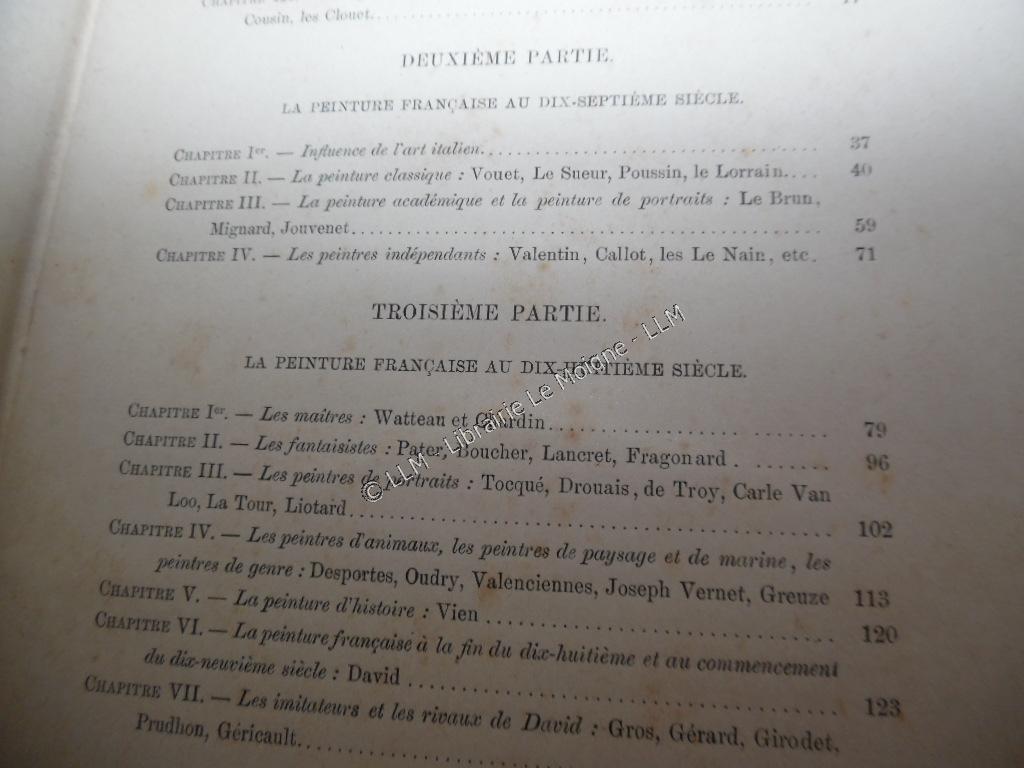 Cousin, les Clouet
DEUXIÈME PARTIE.
LA PEINTURE FRANÇAISE AU DIX-SEPTIÈME SIÈCLE.
CHAPITRE Ier. — Influence de l'art italien. 37
CHAPITRE II. — La peinture classique : Vouet, Le Sueur, Poussin, le Lorrain. 40
CHAPITRE III. — La peinture académique et la peinture de portraits : Le Brun,
Mignard, Jouvenet. 59
CHAPITRE IV. — Les peintres indépendants : Valentin, Callot, les Le Nain, etc. 71
TROISIÈME PARTIE.
LA PEINTURE FRANÇAISE AU DIX-HUITIÈME SIÈCLE.
CHAPITRE Ier. — Les maîtres : Watteau et Chardin. 79
CHAPITRE II. — Les fantaisistes : Pater, Boucher, Lancret, Fragonard. 96
CHAPITRE III. — Les peintres de portraits : Tocqué, Drouais, de Troy, Carle Van
Loo, La Tour, Liotard. 102
CHAPITRE IV. — Les peintres d'animaux, les peintres de paysage et de marine, les
peintres de genre : Desportes, Oudry, Valenciennes, Joseph Vernet, Greuze 113
CHAPITRE V. — La peinture d'histoire : Vien 120
CHAPITRE VI. — La peinture française à la fin du dix-huitième et au commencement
du dix-neuvième siècle : David 123
CHAPITRE VII. — Les imitateurs et les rivaux de David : Gros, Gérard, Girodet,
Prudhon, Géricault.
© LLM - Librairie Le Moigne - LLM